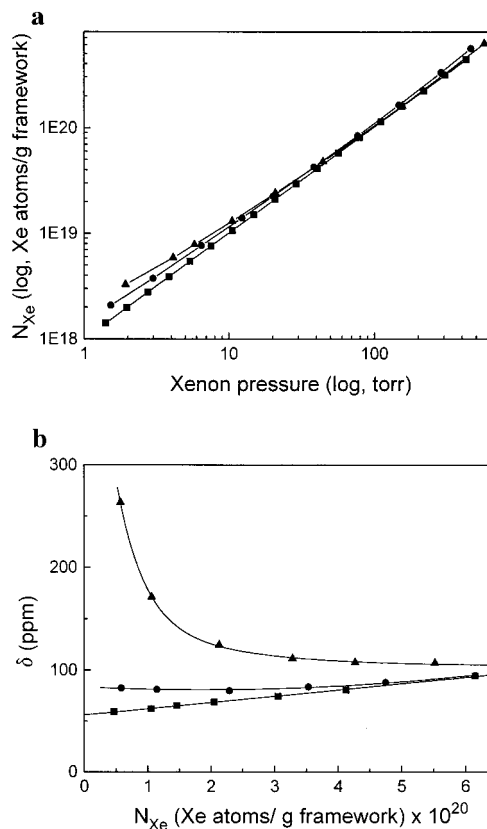 a
N_Xe (log, Xe atoms/g framework)
1E20
1E19
1E18
1
10
100
Xenon pressure (log, torr)
b
δ (ppm)
300
200
100
0
0
1
2
3
4
5
6
N_Xe (Xe atoms/ g framework) x 10^20